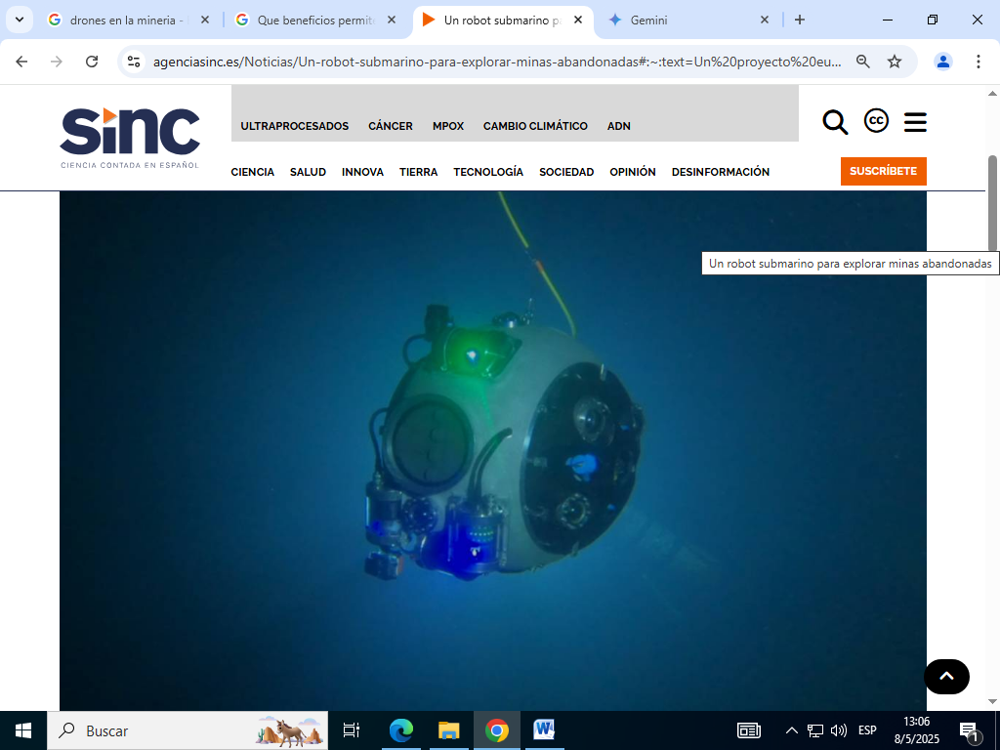 drones en la mineria -
Que beneficios permit
Un robot submarino p
Gemini
agenciasinc.es/Noticias/Un-robot-submarino-para-explorar-minas-abandonadas#:~:text=Un%20proyecto%20eu...
sinc
CIENCIA CONTADA EN ESPAÑOL
ULTRAPROCESADOS CÁNCER MPOX CAMBIO CLIMÁTICO ADN
cc
CIENCIA SALUD INNOVA TIERRA TECNOLOGÍA SOCIEDAD OPINIÓN DESINFORMACIÓN
SUSCRÍBETE
Un robot submarino para explorar minas abandonadas
Buscar
ESP
13:06
8/5/2025
1